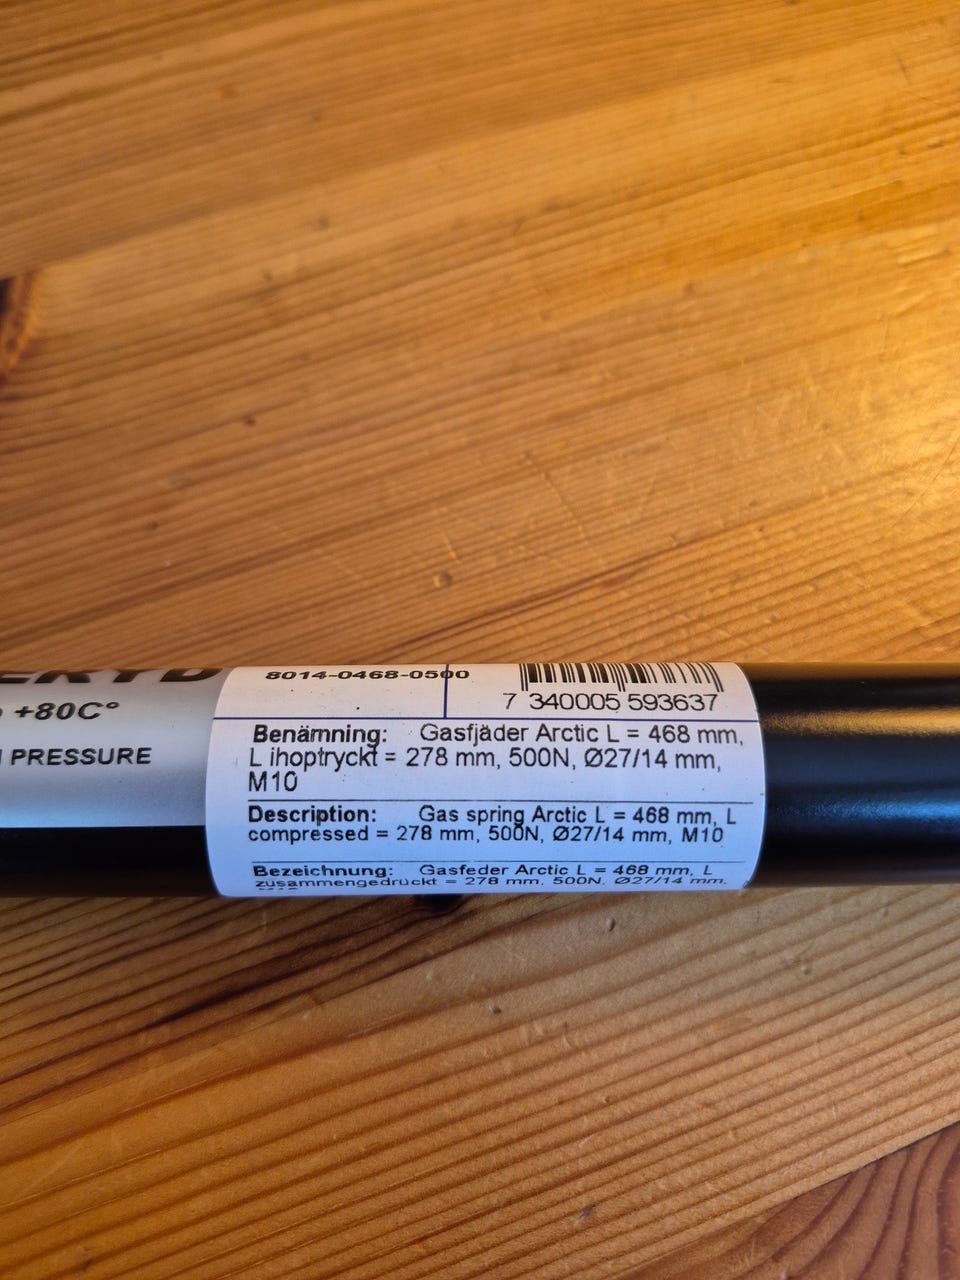 +80C°
PRESSURE
8014-0468-0500
7 340005 593637
Benämning: Gasfjäder Arctic L = 468 mm,
L ihoptryckt = 278 mm, 500N, Ø27/14 mm,
M10
Description: Gas spring Arctic L = 468 mm, L
compressed = 278 mm, 500N, Ø27/14 mm, M10
Bezeichnung: Gasfeder Arctic L = 468 mm, L
zusammengedrückt = 278 mm, 500N, Ø27/14 mm,